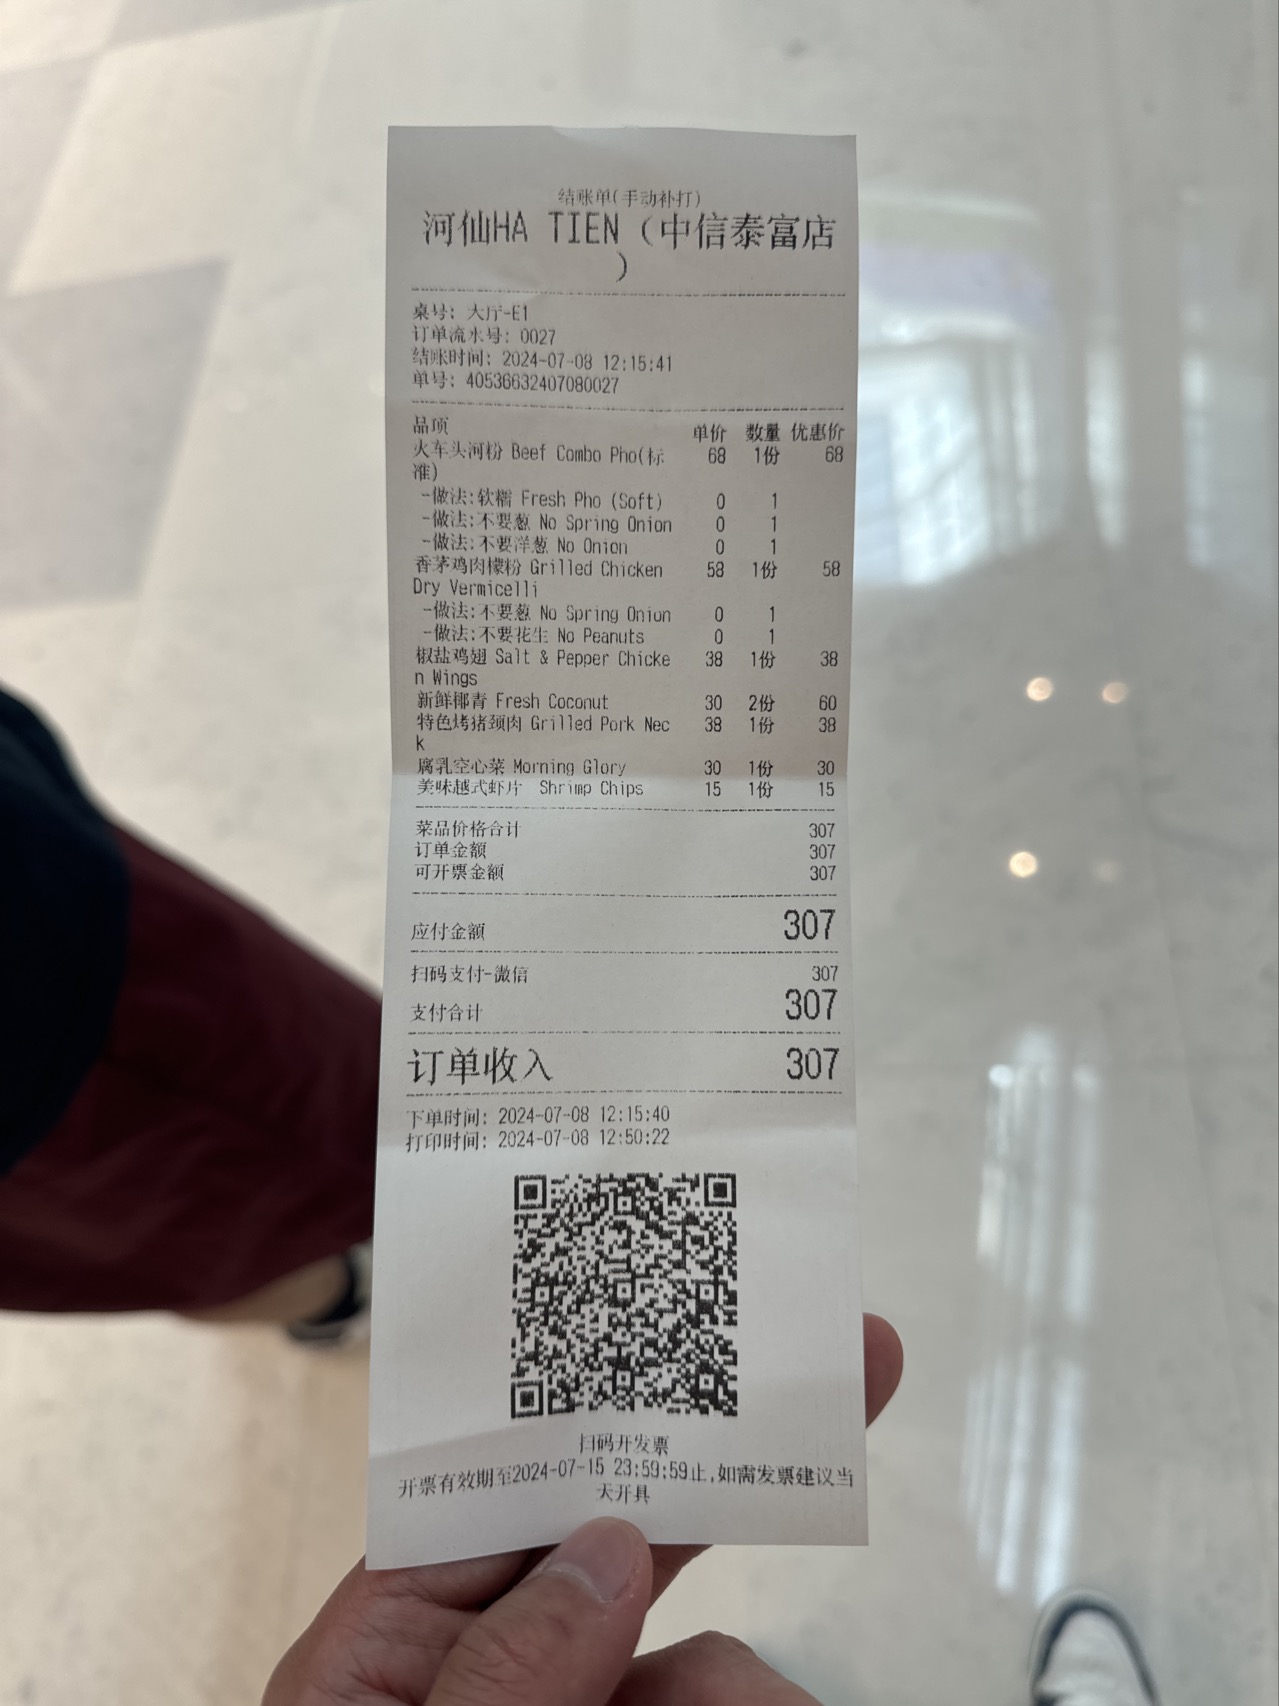 结账单(手动补打)
河仙HA TIEN（中信泰富店
）
桌号: 大厅-E1
订单流水号: 0027
结账时间: 2024-07-08 12:15:41
单号: 40536632407080027
品项 单价 数量 优惠价
火车头河粉 Beef Combo Pho(标 68 1份 68
准)
-做法:软糯 Fresh Pho (Soft) 0 1
-做法:不要葱 No Spring Onion 0 1
-做法:不要洋葱 No Onion 0 1
香茅鸡肉檬粉 Grilled Chicken 58 1份 58
Dry Vermicelli
-做法:不要葱 No Spring Onion 0 1
-做法:不要花生 No Peanuts 0 1
椒盐鸡翅 Salt & Pepper Chicke 38 1份 38
n Wings
新鲜椰青 Fresh Coconut 30 2份 60
特色烤猪颈肉 Grilled Pork Nec 38 1份 38
k
腐乳空心菜 Morning Glory 30 1份 30
美味越式虾片 Shrimp Chips 15 1份 15
菜品价格合计 307
订单金额 307
可开票金额 307
应付金额 307
扫码支付-微信 307
支付合计 307
订单收入 307
下单时间: 2024-07-08 12:15:40
打印时间: 2024-07-08 12:50:22
扫码开发票
开票有效期至2024-07-15 23:59:59止,如需发票建议当
天开具